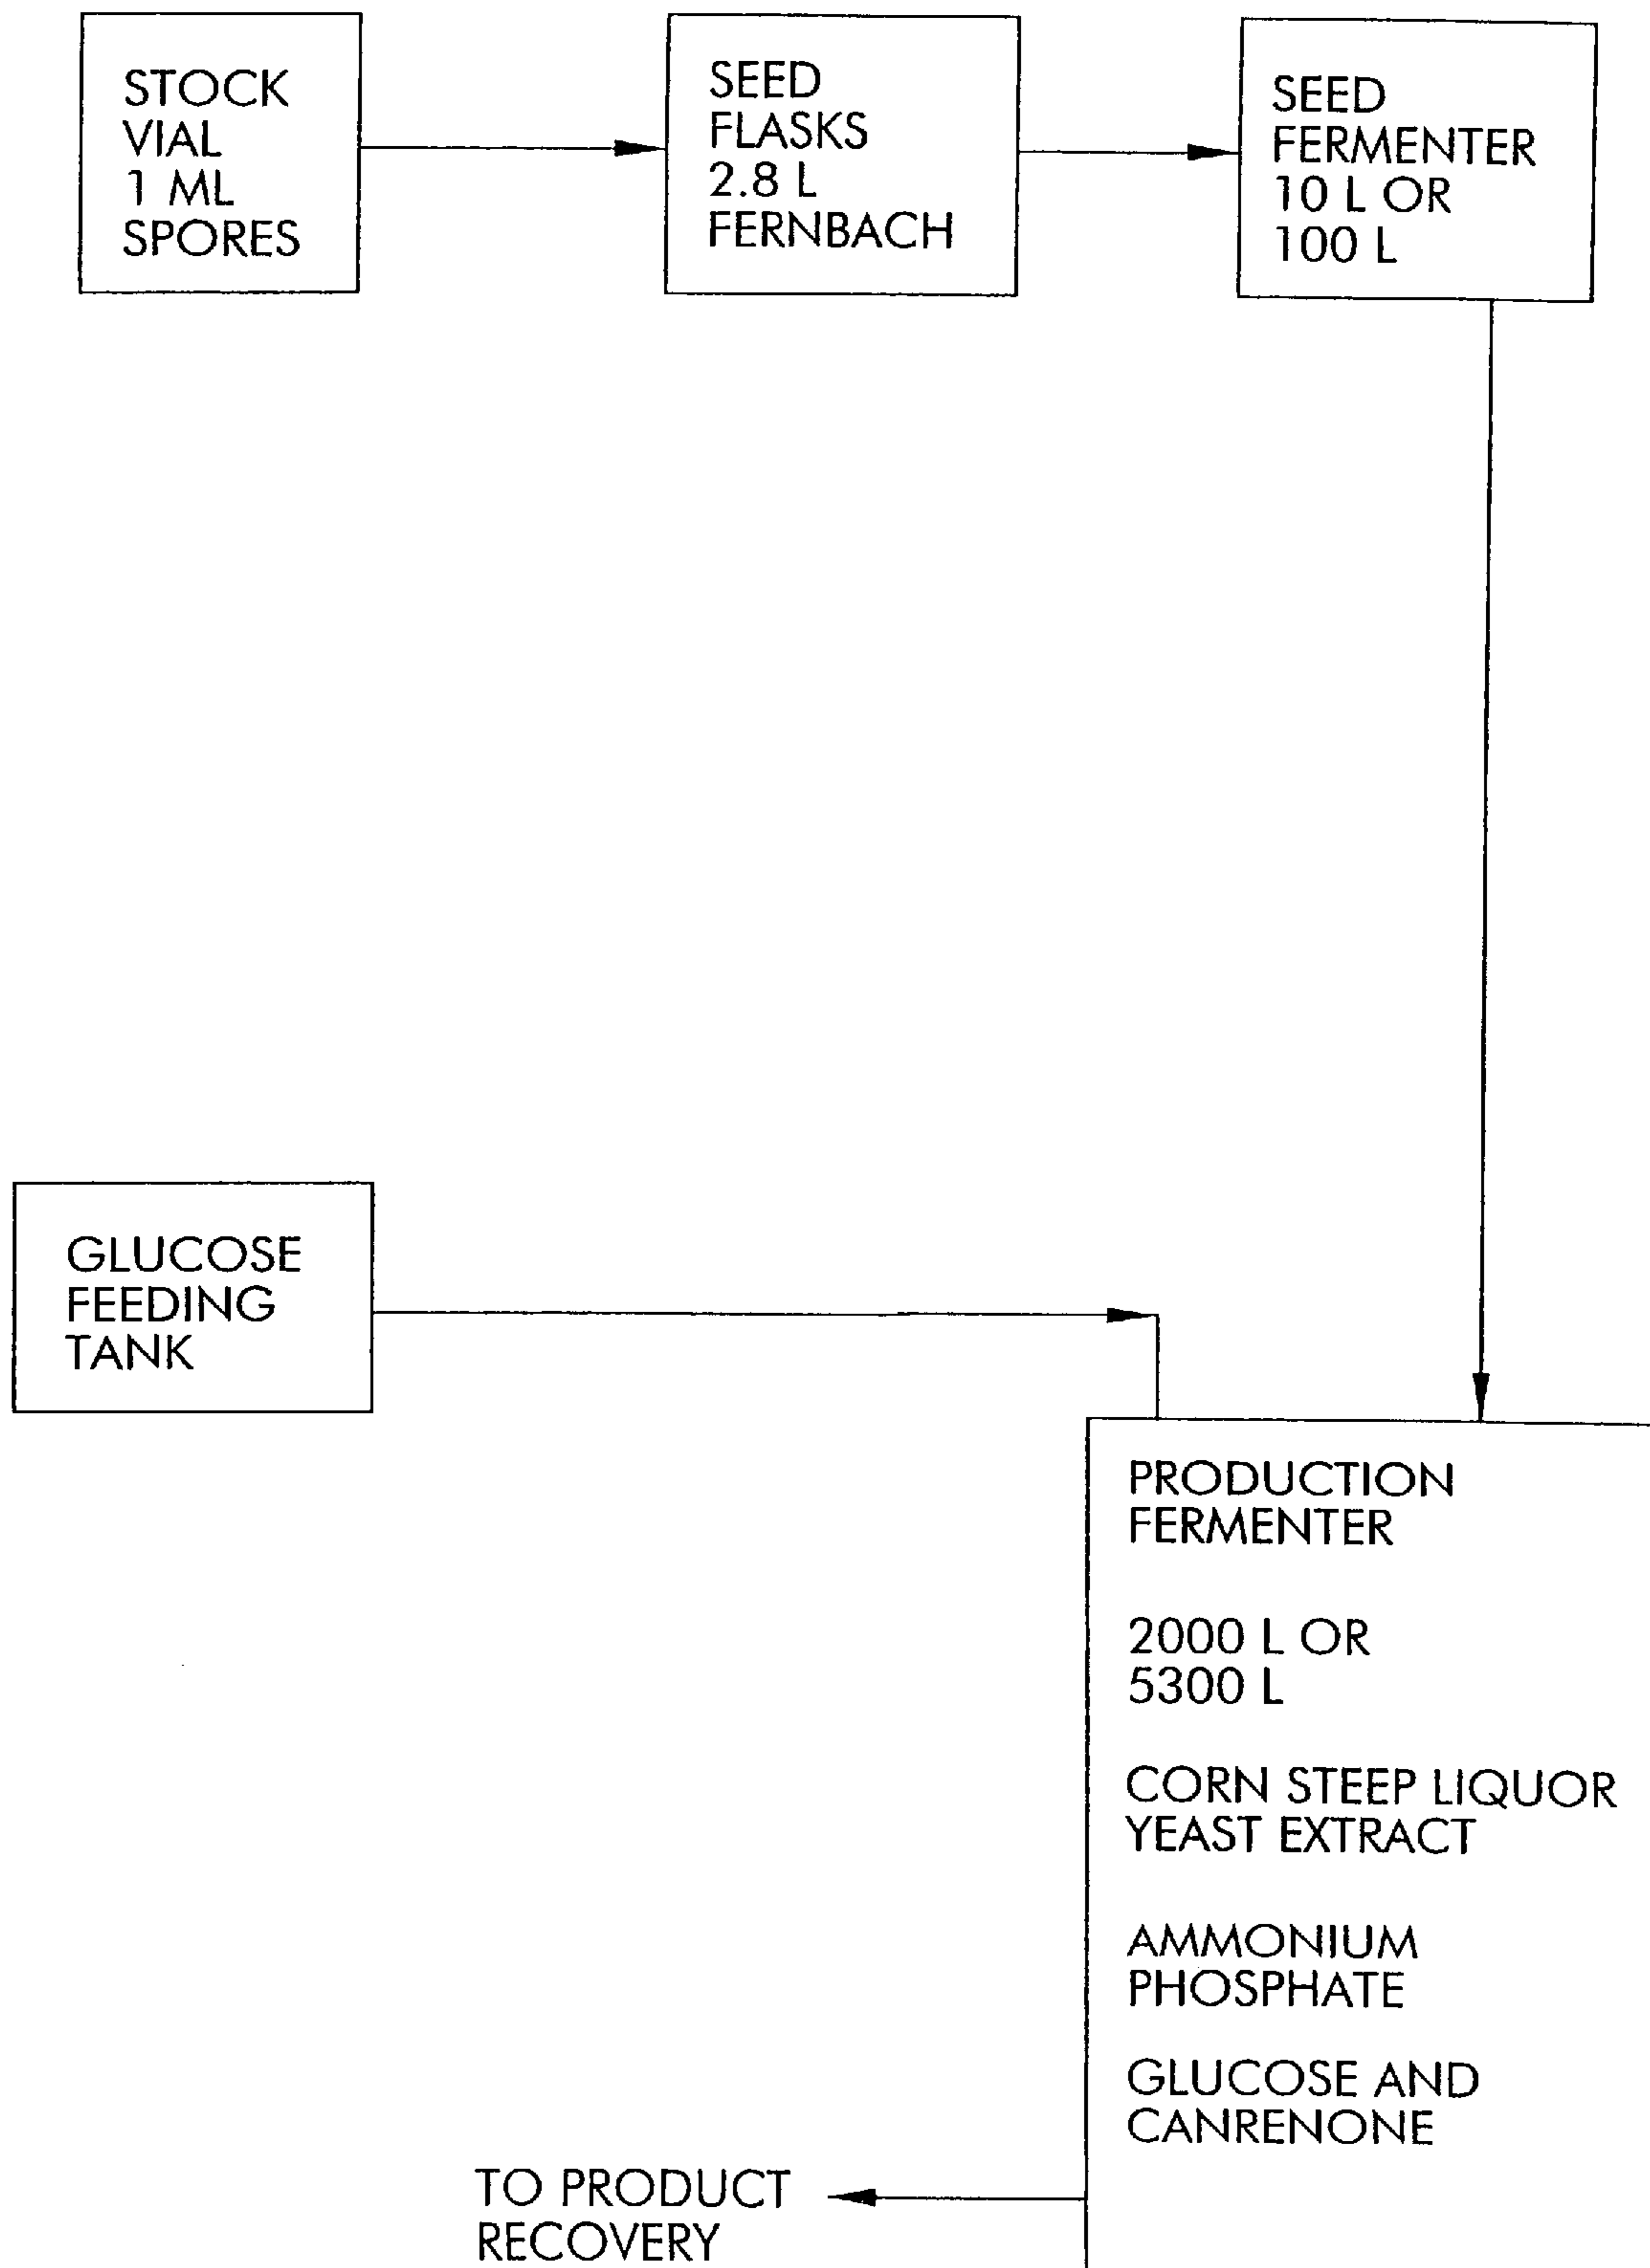 STOCK
VIAL
1 ML
SPORES
SEED
FLASKS
2.8 L
FERNBACH
SEED
FERMENTER
10 L OR
100 L
GLUCOSE
FEEDING
TANK
PRODUCTION
FERMENTER
2000 L OR
5300 L
CORN STEEP LIQUOR
YEAST EXTRACT
AMMONIUM
PHOSPHATE
GLUCOSE AND
CANRENONE
TO PRODUCT
RECOVERY